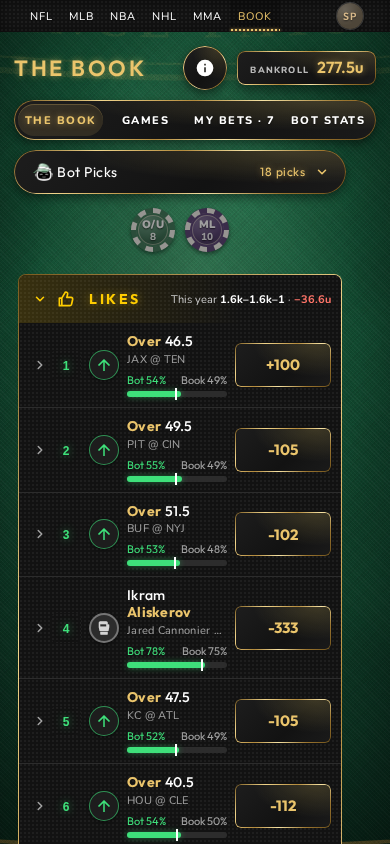 NFL MLB NBA NHL MMA BOOK SP
THE BOOK
BANKROLL 277.5u
THE BOOK GAMES MY BETS · 7 BOT STATS
Bot Picks 18 picks
O/U
8
ML
10
LIKES This year 1.6k–1.6k–1 · −36.6u
1
Over 46.5
JAX @ TEN
Bot 54% Book 49%
+100
2
Over 49.5
PIT @ CIN
Bot 55% Book 49%
-105
3
Over 51.5
BUF @ NYJ
Bot 53% Book 48%
-102
4
Ikram
Aliskerov
Jared Cannonier ...
Bot 78% Book 75%
-333
5
Over 47.5
KC @ ATL
Bot 52% Book 49%
-105
6
Over 40.5
HOU @ CLE
Bot 54% Book 50%
-112